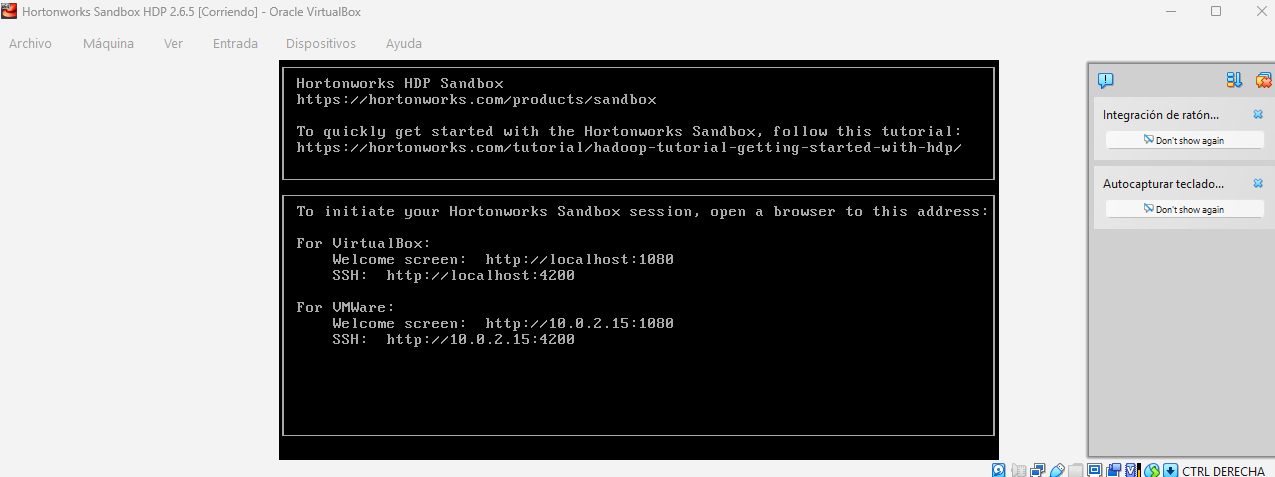 Hortonworks Sandbox HDP 2.6.5 [Corriendo] - Oracle VirtualBox
Archivo Máquina Ver Entrada Dispositivos Ayuda
Hortonworks HDP Sandbox
https://hortonworks.com/products/sandbox
To quickly get started with the Hortonworks Sandbox, follow this tutorial:
https://hortonworks.com/tutorial/hadoop-tutorial-getting-started-with-hdp/
To initiate your Hortonworks Sandbox session, open a browser to this address:
For VirtualBox:
Welcome screen: http://localhost:1080
SSH: http://localhost:4200
For VMWare:
Welcome screen: http://10.0.2.15:1080
SSH: http://10.0.2.15:4200
Integración de ratón...
Don't show again
Autocapturar teclado...
Don't show again
CTRL DERECHA